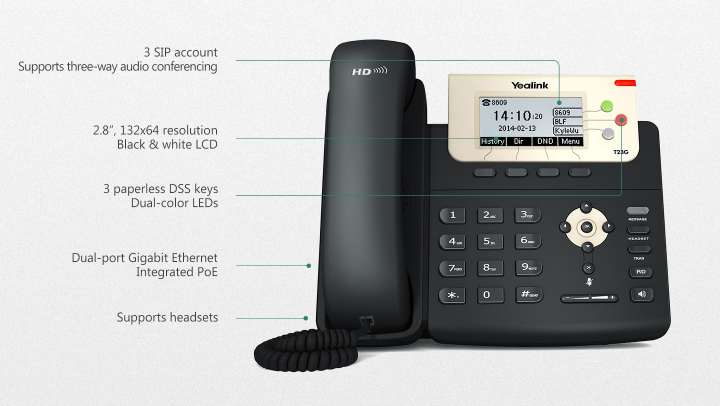 3 SIP account
Supports three-way audio conferencing
2.8", 132x64 resolution
Black & white LCD
3 paperless DSS keys
Dual-color LEDs
Dual-port Gigabit Ethernet
Integrated PoE
Supports headsets
HD
Yealink
8609
14:10:20
2014-02-13
8609
BLF
KyleWu
History Dir DND Menu
T23G
1 2ABC 3DEF
4GHI 5JKL 6MNO
7PQRS 8TUV 9WXYZ
*. 0 #SEND
OK
MESSAGE
HEADSET
TRAN
RD